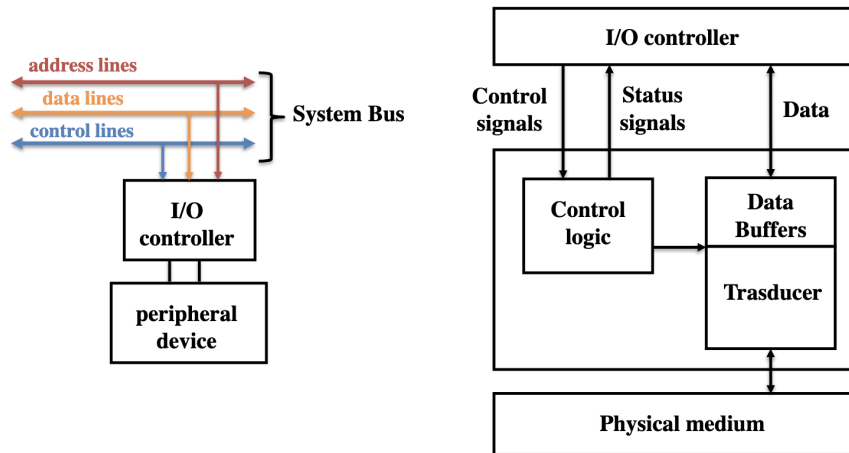 address lines
data lines
control lines
System Bus
I/O
controller
peripheral
device
I/O controller
Control
signals
Status
signals
Data
Control
logic
Data
Buffers
Trasducer
Physical medium